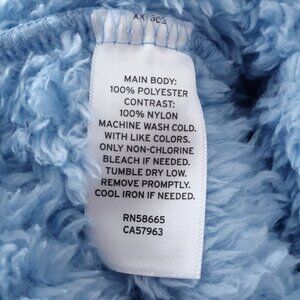 MAIN BODY:
100% POLYESTER
CONTRAST:
100% NYLON
MACHINE WASH COLD.
WITH LIKE COLORS.
ONLY NON-CHLORINE
BLEACH IF NEEDED.
TUMBLE DRY LOW.
REMOVE PROMPTLY.
COOL IRON IF NEEDED.
RN58665
CA57963